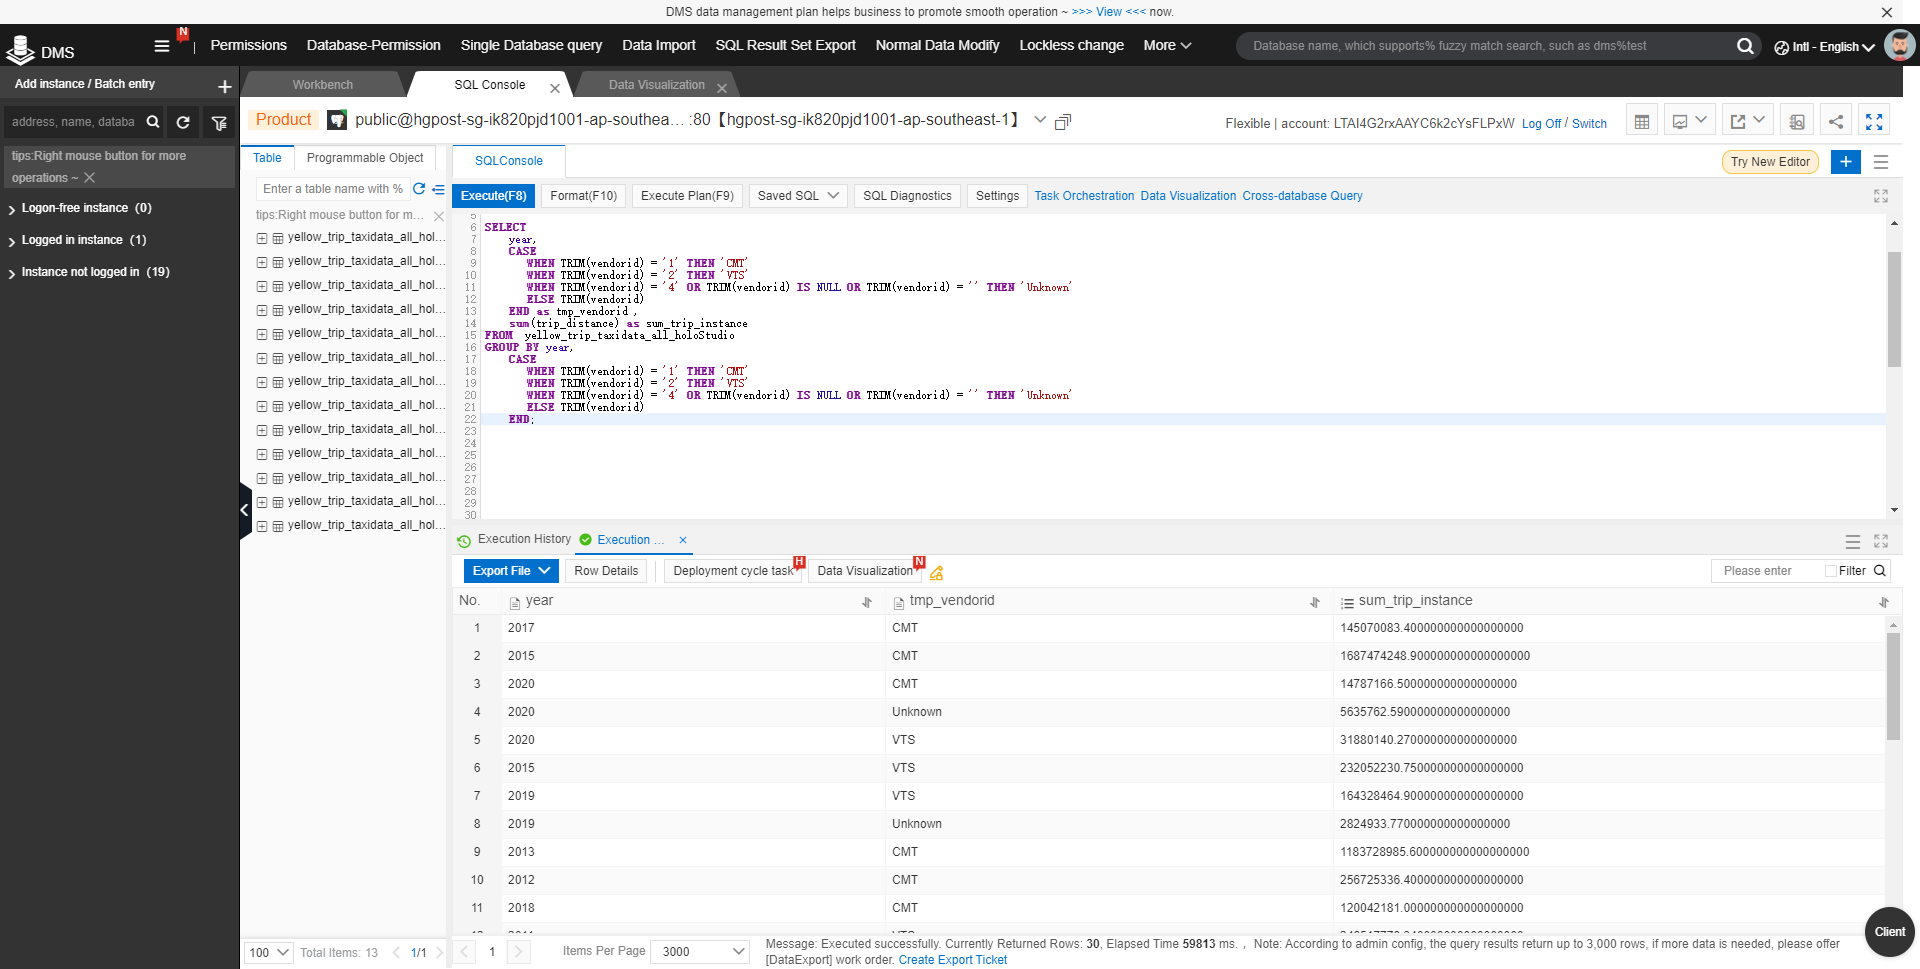 DMS data management plan helps business to promote smooth operation ~ >>> View <<< now.
DMS
N
Permissions
Database-Permission
Single Database query
Data Import
SQL Result Set Export
Normal Data Modify
Lockless change
More
Database name, which supports% fuzzy match search, such as dms%test
Intl - English
Add instance / Batch entry
address, name, databa
tips:Right mouse button for more
operations ~
Logon-free instance (0)
Logged in instance (1)
Instance not logged in (19)
Workbench
SQL Console
Data Visualization
Product
public@hgpost-sg-ik820pjd1001-ap-southea... :80【hgpost-sg-ik820pjd1001-ap-southeast-1】
Flexible | account: LTAI4G2rxAAYC6k2cYsFLPxW Log Off / Switch
Table
Programmable Object
Enter a table name with %
tips:Right mouse button for m...
yellow_trip_taxidata_all_hol...
yellow_trip_taxidata_all_hol...
yellow_trip_taxidata_all_hol...
yellow_trip_taxidata_all_hol...
yellow_trip_taxidata_all_hol...
yellow_trip_taxidata_all_hol...
yellow_trip_taxidata_all_hol...
yellow_trip_taxidata_all_hol...
yellow_trip_taxidata_all_hol...
yellow_trip_taxidata_all_hol...
yellow_trip_taxidata_all_hol...
yellow_trip_taxidata_all_hol...
yellow_trip_taxidata_all_hol...
100
Total Items: 13
1/1
SQLConsole
Try New Editor
Execute(F8)
Format(F10)
Execute Plan(F9)
Saved SQL
SQL Diagnostics
Settings
Task Orchestration
Data Visualization
Cross-database Query
5
6 SELECT
7 year,
8 CASE
9 WHEN TRIM(vendorid) = '1' THEN 'CMT'
10 WHEN TRIM(vendorid) = '2' THEN 'VTS'
11 WHEN TRIM(vendorid) = '4' OR TRIM(vendorid) IS NULL OR TRIM(vendorid) = '' THEN 'Unknown'
12 ELSE TRIM(vendorid)
13 END as tmp_vendorid ,
14 sum(trip_distance) as sum_trip_instance
15 FROM yellow_trip_taxidata_all_holoStudio
16 GROUP BY year,
17 CASE
18 WHEN TRIM(vendorid) = '1' THEN 'CMT'
19 WHEN TRIM(vendorid) = '2' THEN 'VTS'
20 WHEN TRIM(vendorid) = '4' OR TRIM(vendorid) IS NULL OR TRIM(vendorid) = '' THEN 'Unknown'
21 ELSE TRIM(vendorid)
22 END;
23
24
25
26
27
28
29
30
Execution History
Execution ...
Export File
Row Details
Deployment cycle task
H
Data Visualization
N
Please enter
Filter
No. year tmp_vendorid sum_trip_instance
1 2017 CMT 145070083.400000000000000000
2 2015 CMT 1687474248.900000000000000000
3 2020 CMT 14787166.500000000000000000
4 2020 Unknown 5635762.590000000000000000
5 2020 VTS 31880140.270000000000000000
6 2015 VTS 232052230.750000000000000000
7 2019 VTS 164328464.900000000000000000
8 2019 Unknown 2824933.770000000000000000
9 2013 CMT 1183728985.600000000000000000
10 2012 CMT 256725336.400000000000000000
11 2018 CMT 120042181.000000000000000000
1
Items Per Page
3000
Message: Executed successfully. Currently Returned Rows: 30, Elapsed Time 59813 ms. , Note: According to admin config, the query results return up to 3,000 rows, if more data is needed, please offer
[DataExport] work order. Create Export Ticket
Client